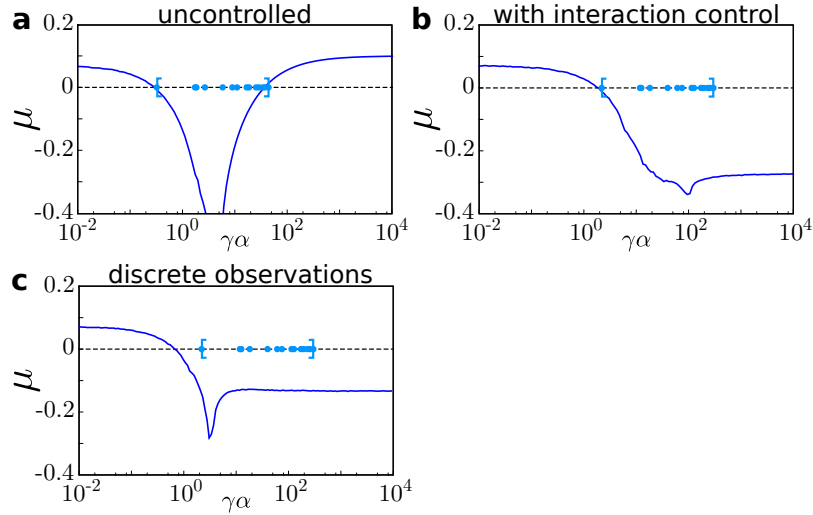 a uncontrolled
0.2
0
-0.2
-0.4
μ
10^-2 10^0 10^2 10^4
γα
b with interaction control
0.2
0
-0.2
-0.4
μ
10^-2 10^0 10^2 10^4
γα
c discrete observations
0.2
0
-0.2
-0.4
μ
10^-2 10^0 10^2 10^4
γα